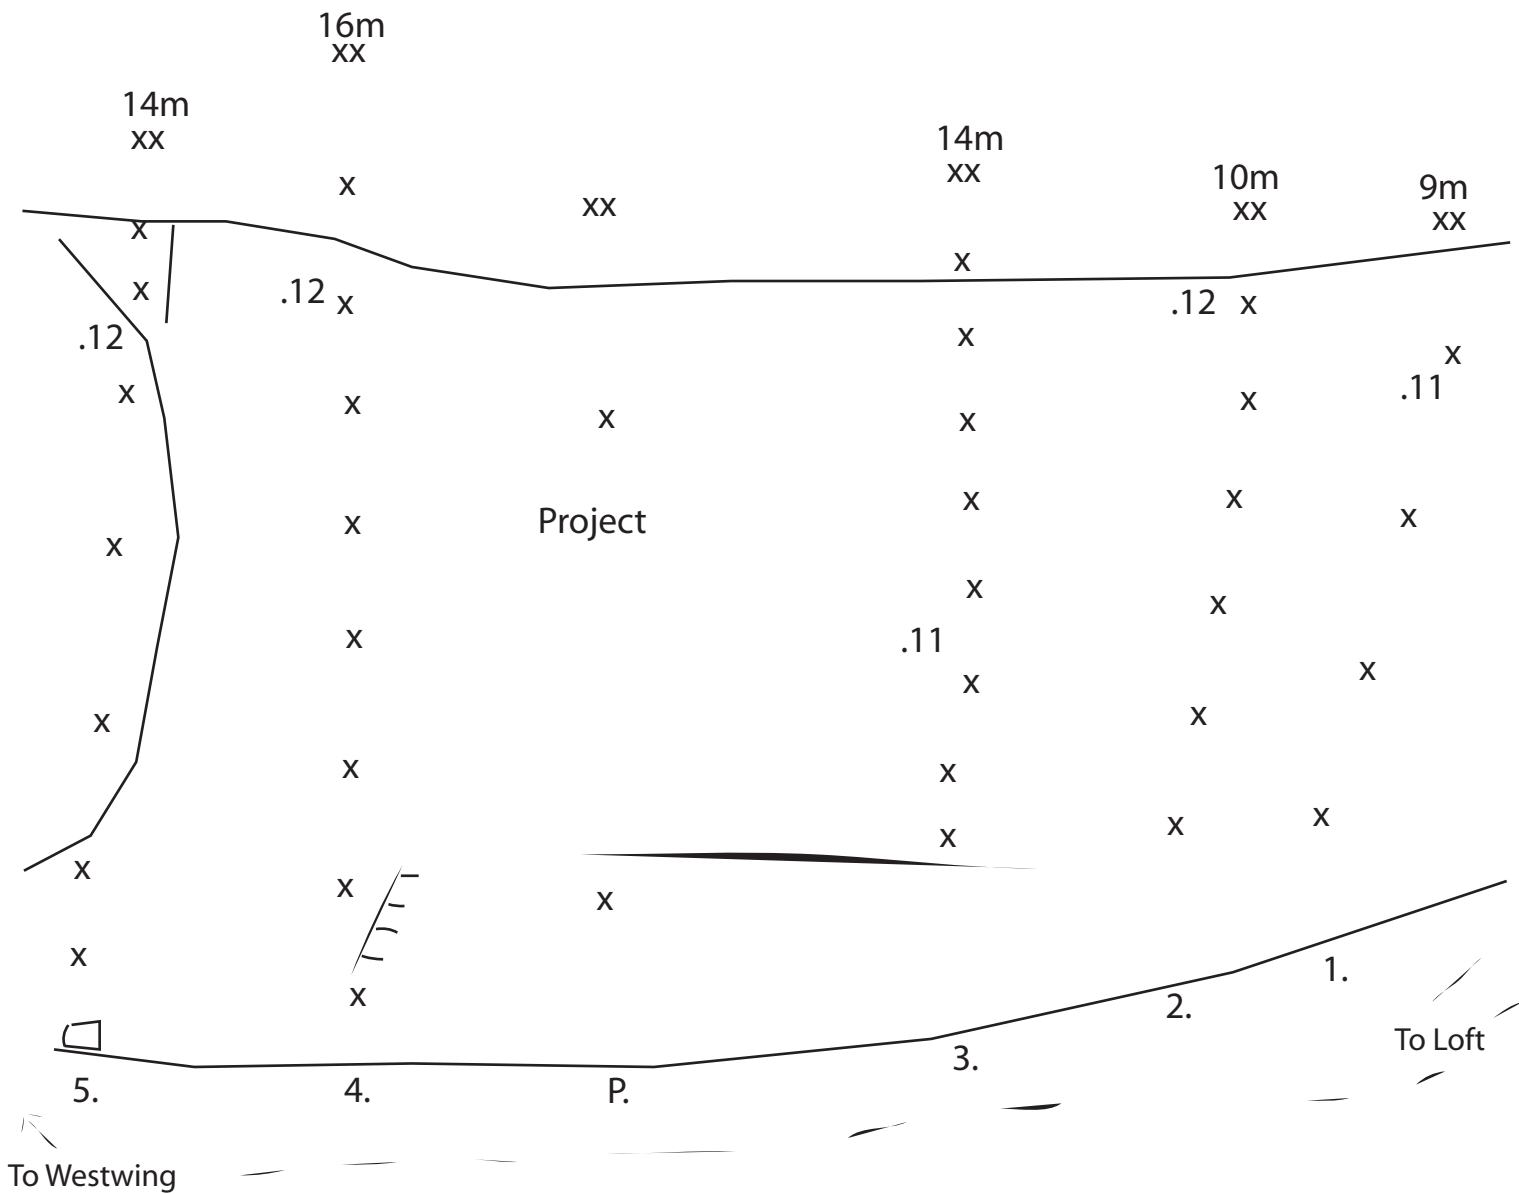 16m
xx
14m
xx
14m
xx
10m
xx
9m
xx
x
xx
x
x
x
.12 x
.12 x
x
.12
x
.11
x
x
x
x
x
x
x
x
Project
x
x
x
x
x
.11
x
x
x
x
x
x
x
x
x
x
x
x
x
1.
x
2.
To Loft
3.
5.
4.
P.
To Westwing